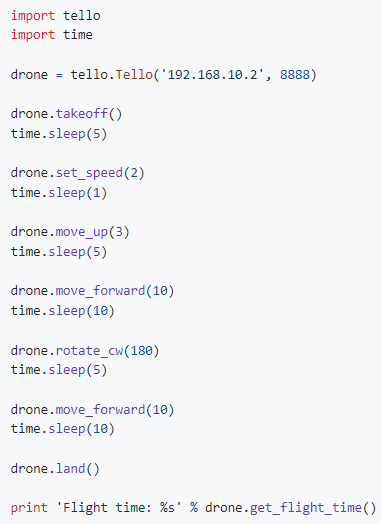 import tello
import time
drone = tello.Tello('192.168.10.2', 8888)
drone.takeoff()
time.sleep(5)
drone.set_speed(2)
time.sleep(1)
drone.move_up(3)
time.sleep(5)
drone.move_forward(10)
time.sleep(10)
drone.rotate_cw(180)
time.sleep(5)
drone.move_forward(10)
time.sleep(10)
drone.land()
print 'Flight time: %s' % drone.get_flight_time()